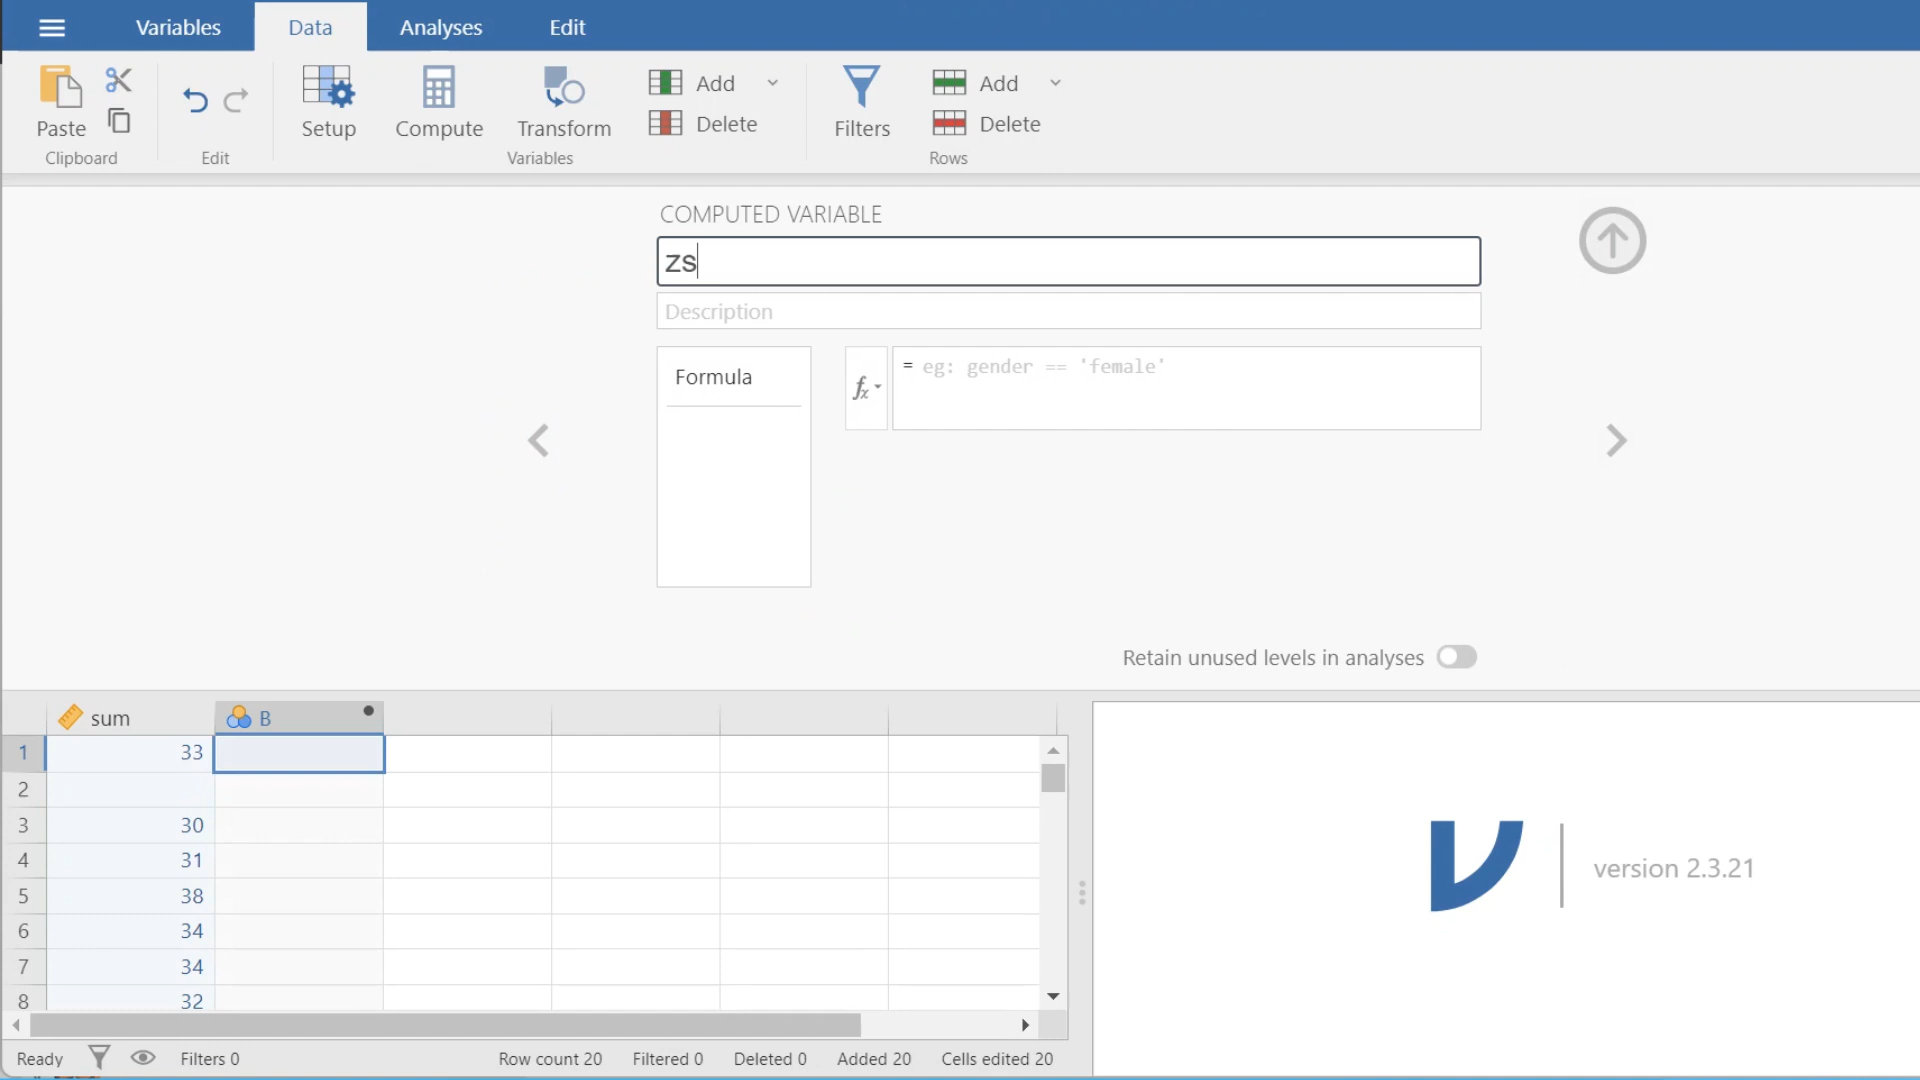 Variables Data Analyses Edit
Paste
Clipboard
Edit
Setup Compute Transform
Add
Delete
Variables
Filters
Add
Delete
Rows
COMPUTED VARIABLE
zs
Description
Formula
fx
= eg: gender == 'female'
Retain unused levels in analyses
sum B
1 33
2
3 30
4 31
5 38
6 34
7 34
8 32
version 2.3.21
Ready Filters 0 Row count 20 Filtered 0 Deleted 0 Added 20 Cells edited 20